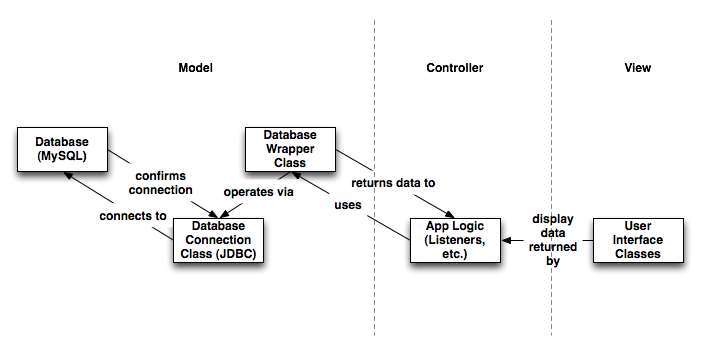 Model
Controller
View
Database
(MySQL)
confirms
connection
connects to
Database
Connection
Class (JDBC)
operates via
Database
Wrapper
Class
returns data to
uses
App Logic
(Listeners,
etc.)
display
data
returned
by
User
Interface
Classes